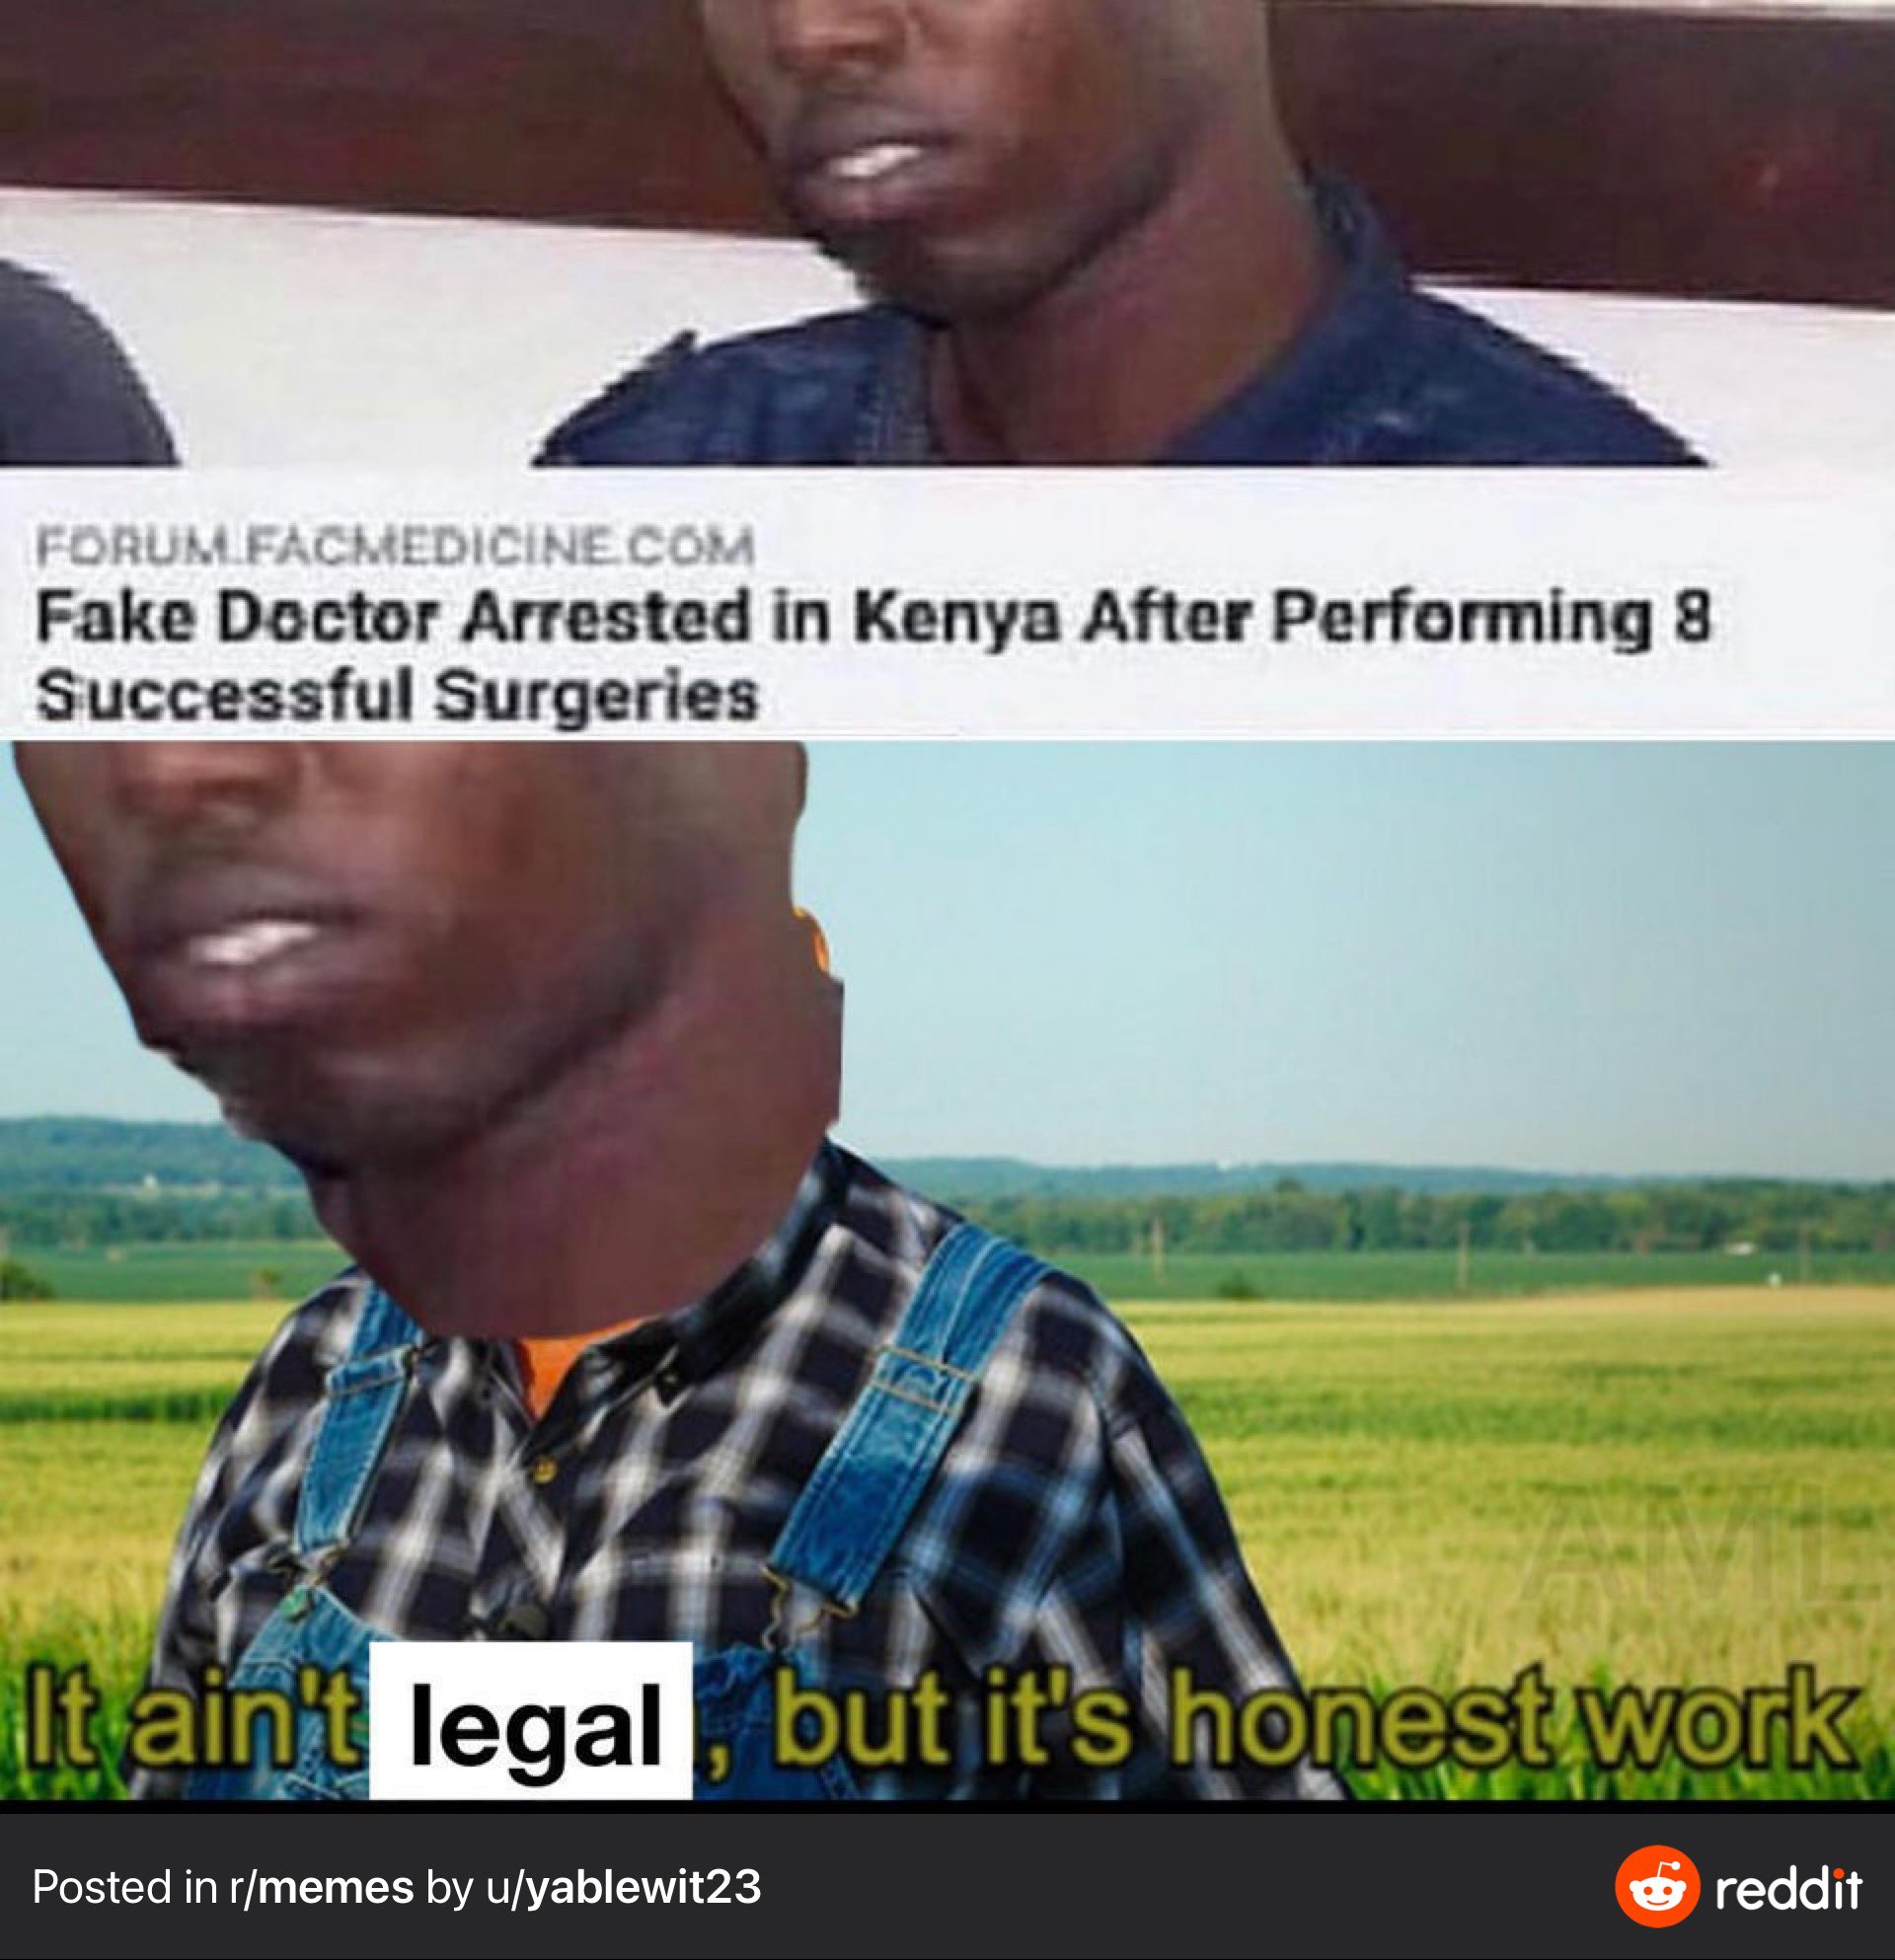 FORUM.FACMEDICINE.COM
Fake Doctor Arrested in Kenya After Performing 8
Successful Surgeries
AML
It ain't legal, but it's honest work
Posted in r/memes by u/yablewit23
reddit